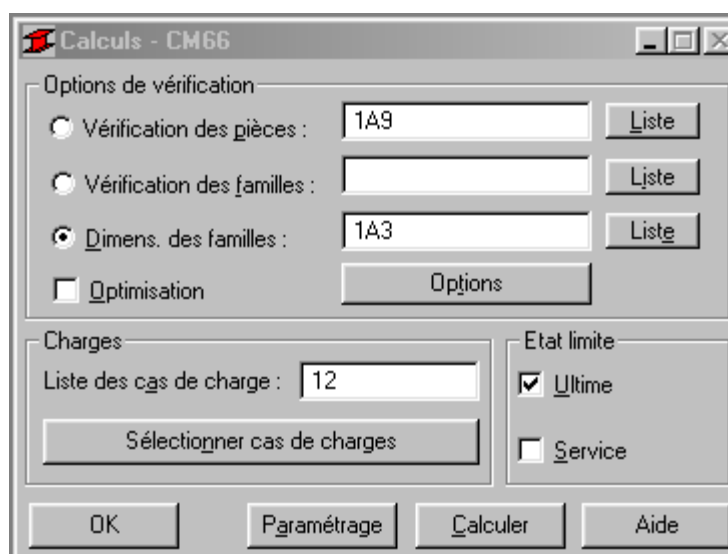 Calculs - CM66
Options de vérification
Vérification des pièces : 1A9 Liste
Vérification des familles : Liste
Dimens. des familles : 1A3 Liste
Optimisation Options
Charges
Liste des cas de charge : 12
Sélectionner cas de charges
Etat limite
Ultime
Service
OK Paramétrage Calculer Aide